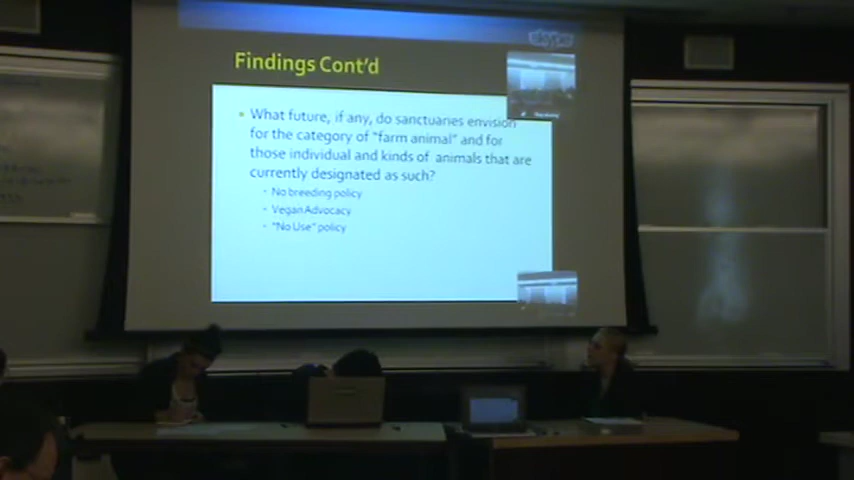 skype
Findings Cont'd
What future, if any, do sanctuaries envision
for the category of "farm animal" and for
those individual and kinds of animals that are
currently designated as such?
No breeding policy
Vegan Advocacy
"No Use" policy